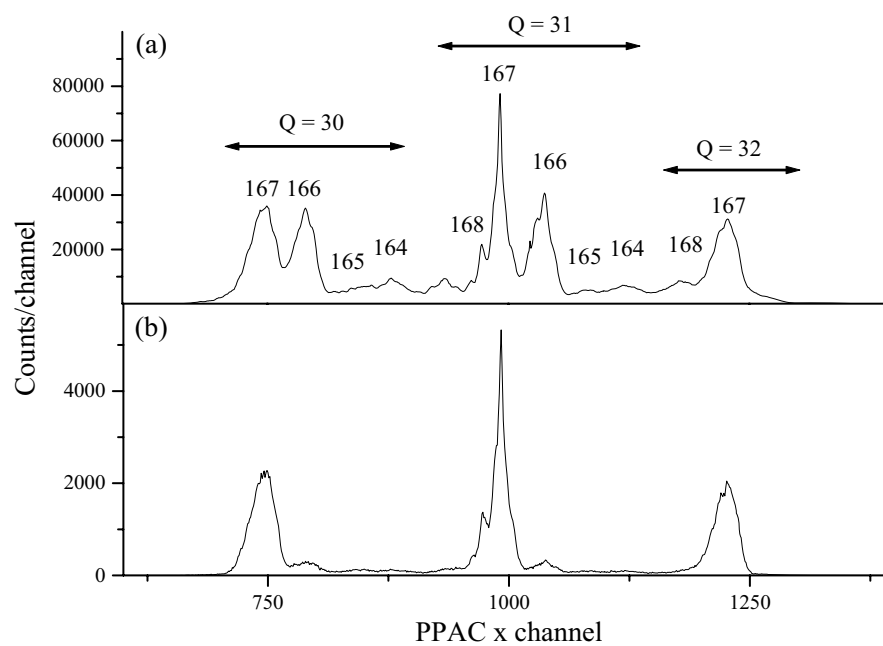 (a)
Q = 31
167
80000
60000
Q = 30
166
Q = 32
167 166
167
40000
168
168
165 164
165 164
20000
Counts/channel
(b)
4000
2000
0
750
1000
1250
PPAC x channel